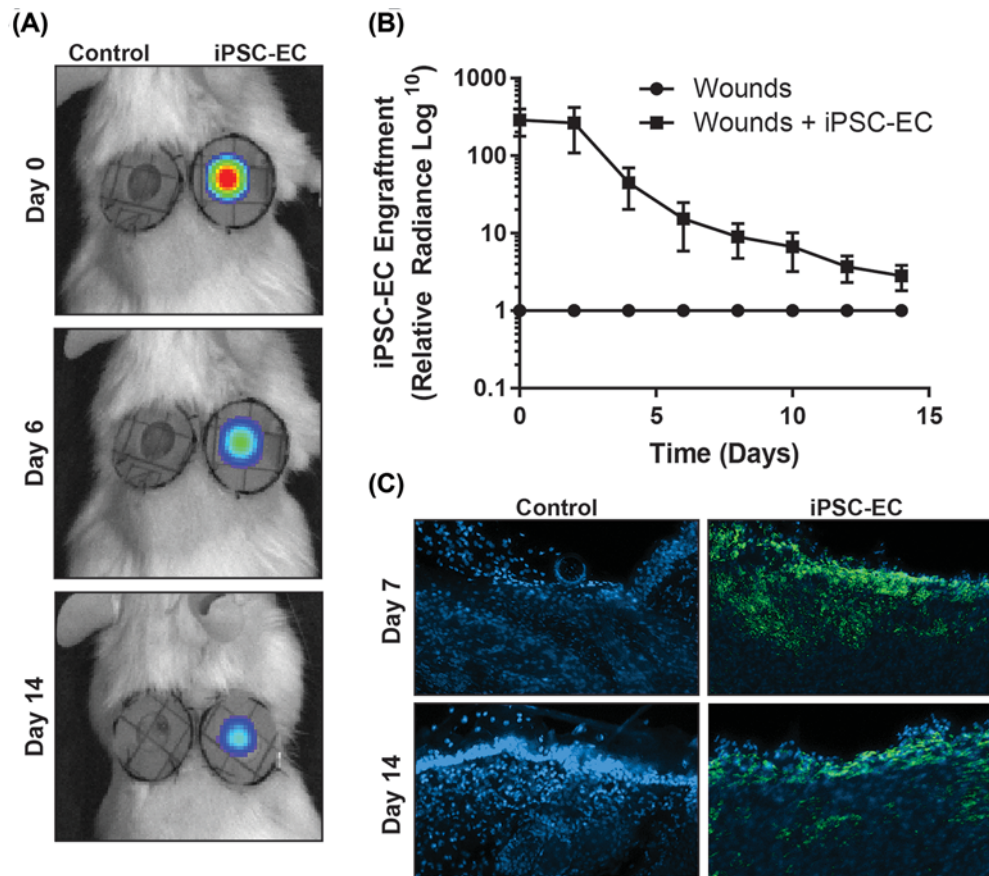 (A)
Control iPSC-EC
Day 0
Day 6
Day 14
(B)
iPSC-EC Engraftment
(Relative Radiance Log 10)
1000
100
10
1
0.1
Wounds
Wounds + iPSC-EC
0 5 10 15
Time (Days)
(C)
Control iPSC-EC
Day 7
Day 14